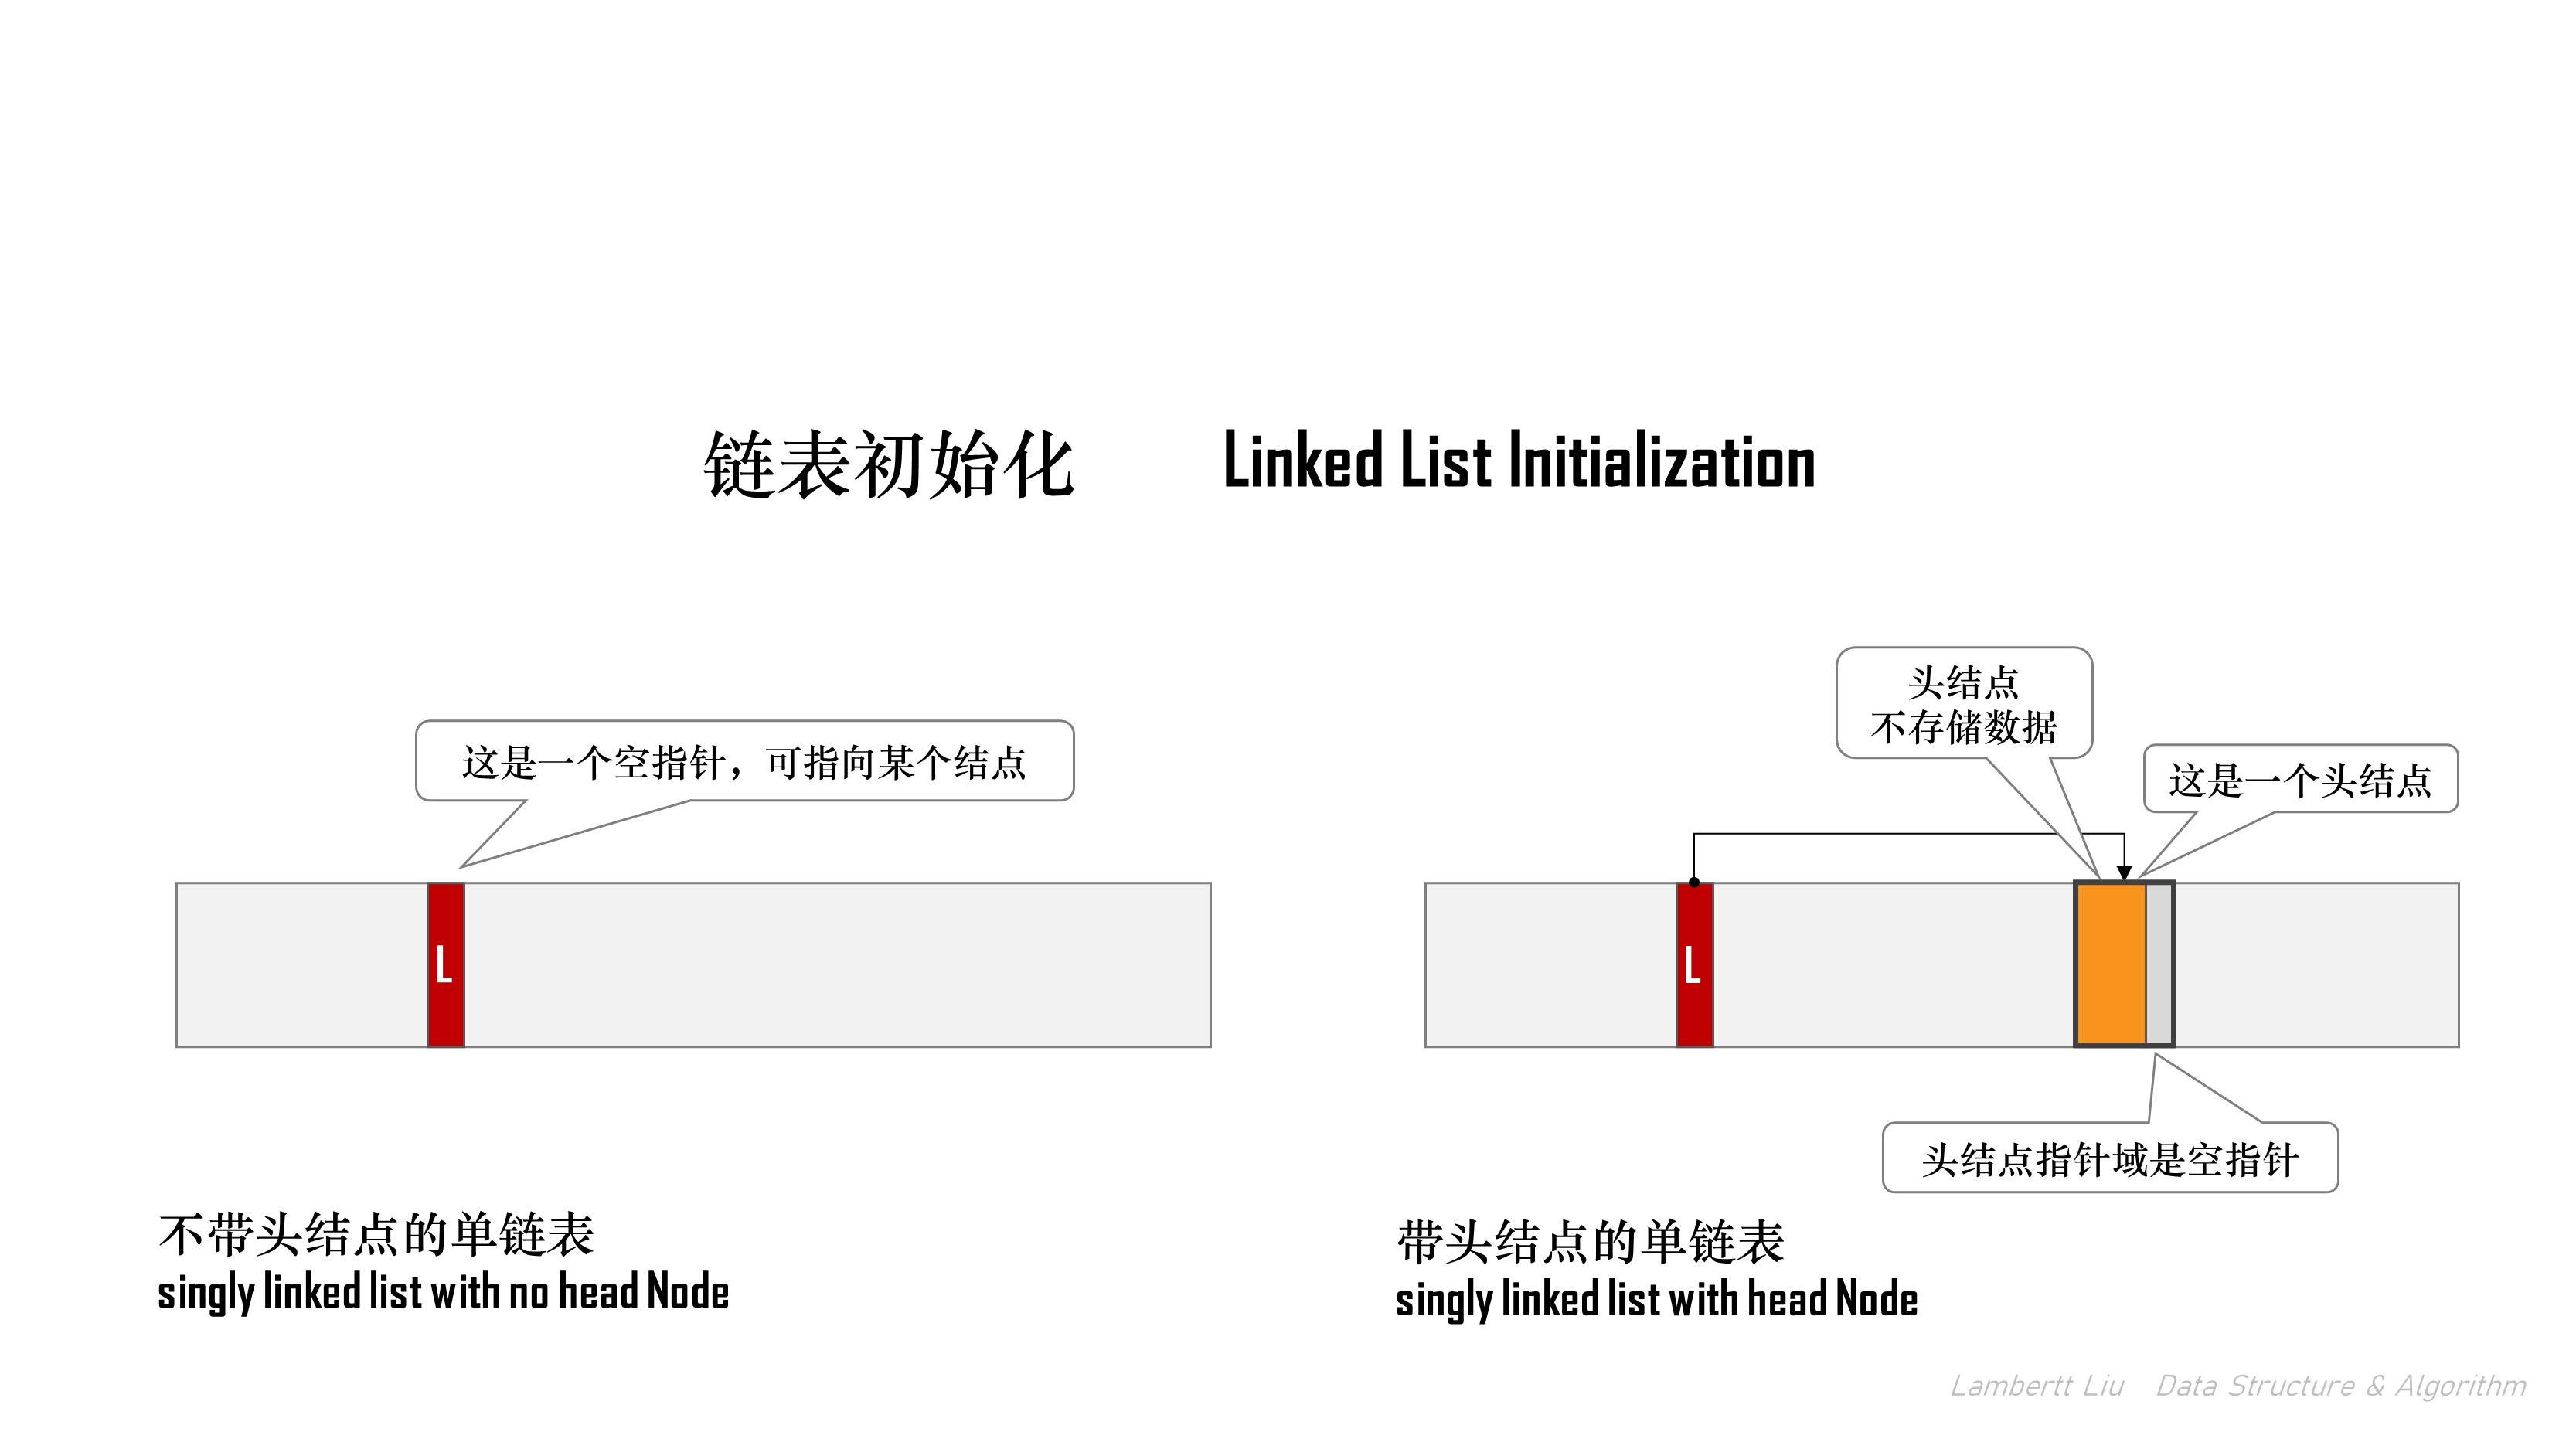 链表初始化 Linked List Initialization
头结点
不存储数据
这是一个空指针，可指向某个结点
这是一个头结点
L
L
头结点指针域是空指针
不带头结点的单链表
singly linked list with no head Node
带头结点的单链表
singly linked list with head Node
Lambertt Liu Data Structure & Algorithm